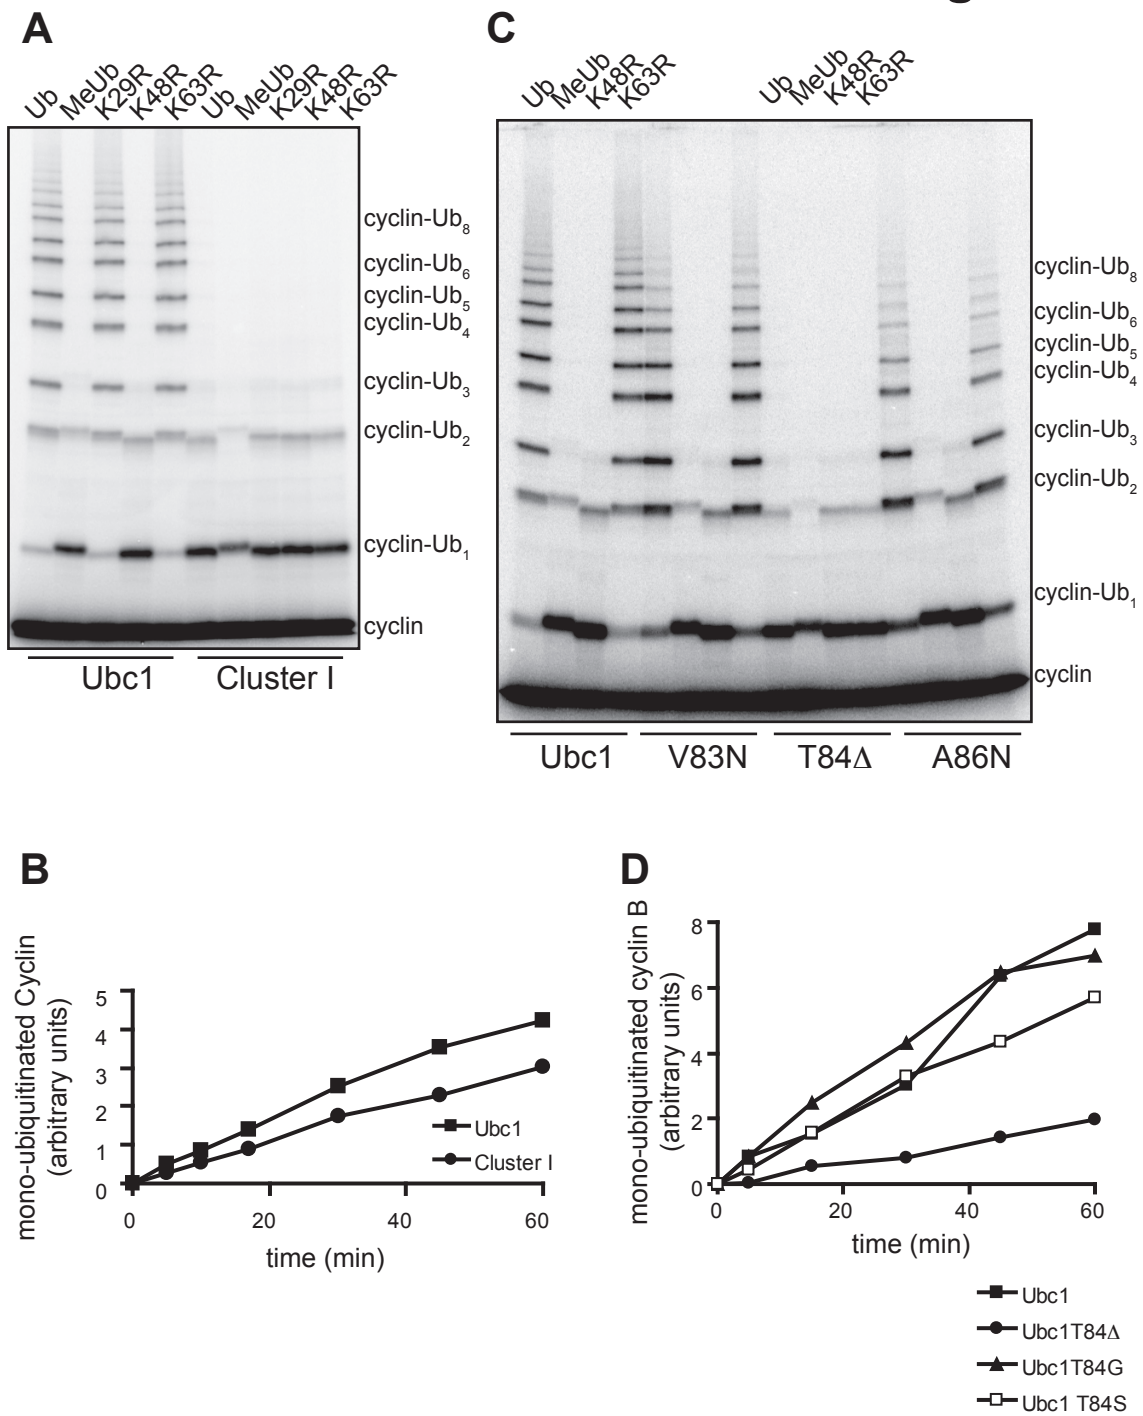 A
Ub MeUb K29R K48R K63R Ub MeUb K29R K48R K63R
cyclin-Ub8
cyclin-Ub6
cyclin-Ub5
cyclin-Ub4
cyclin-Ub3
cyclin-Ub2
cyclin-Ub1
cyclin
Ubc1 Cluster I
C
Ub MeUb K48R K63R Ub MeUb K48R K63R
cyclin-Ub8
cyclin-Ub6
cyclin-Ub5
cyclin-Ub4
cyclin-Ub3
cyclin-Ub2
cyclin-Ub1
cyclin
Ubc1 V83N T84Δ A86N
B
mono-ubiquitinated Cyclin
(arbitrary units)
5
4
3
2
1
0
0 20 40 60
time (min)
Ubc1
Cluster I
D
mono-ubiquitinated cyclin B
(arbitrary units)
8
6
4
2
0
0 20 40 60
time (min)
Ubc1
Ubc1T84Δ
Ubc1T84G
Ubc1 T84S